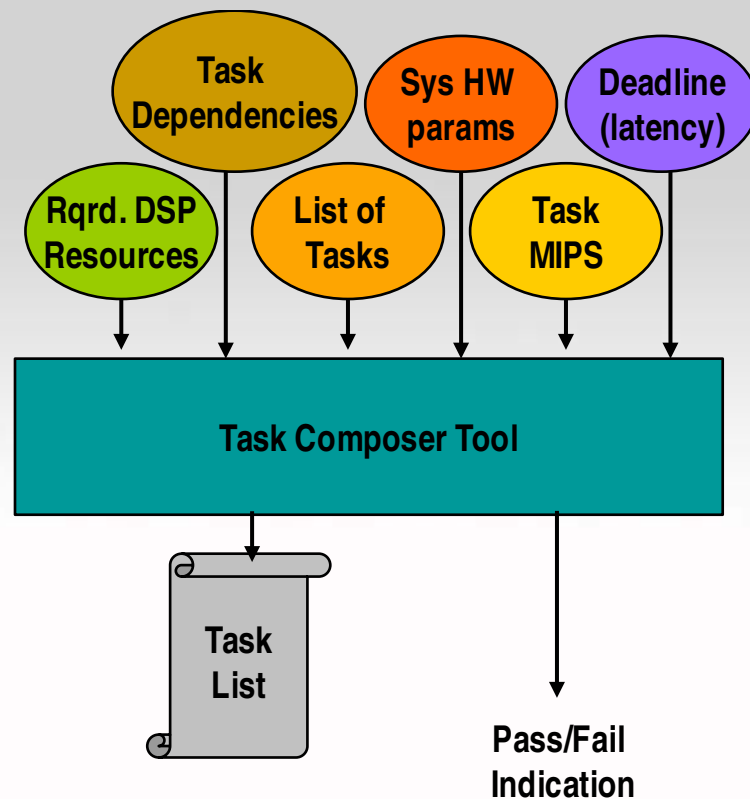 Task
Dependencies
Sys HW
params
Deadline
(latency)
Rqrd. DSP
Resources
List of
Tasks
Task
MIPS
Task Composer Tool
Task
List
Pass/Fail
Indication